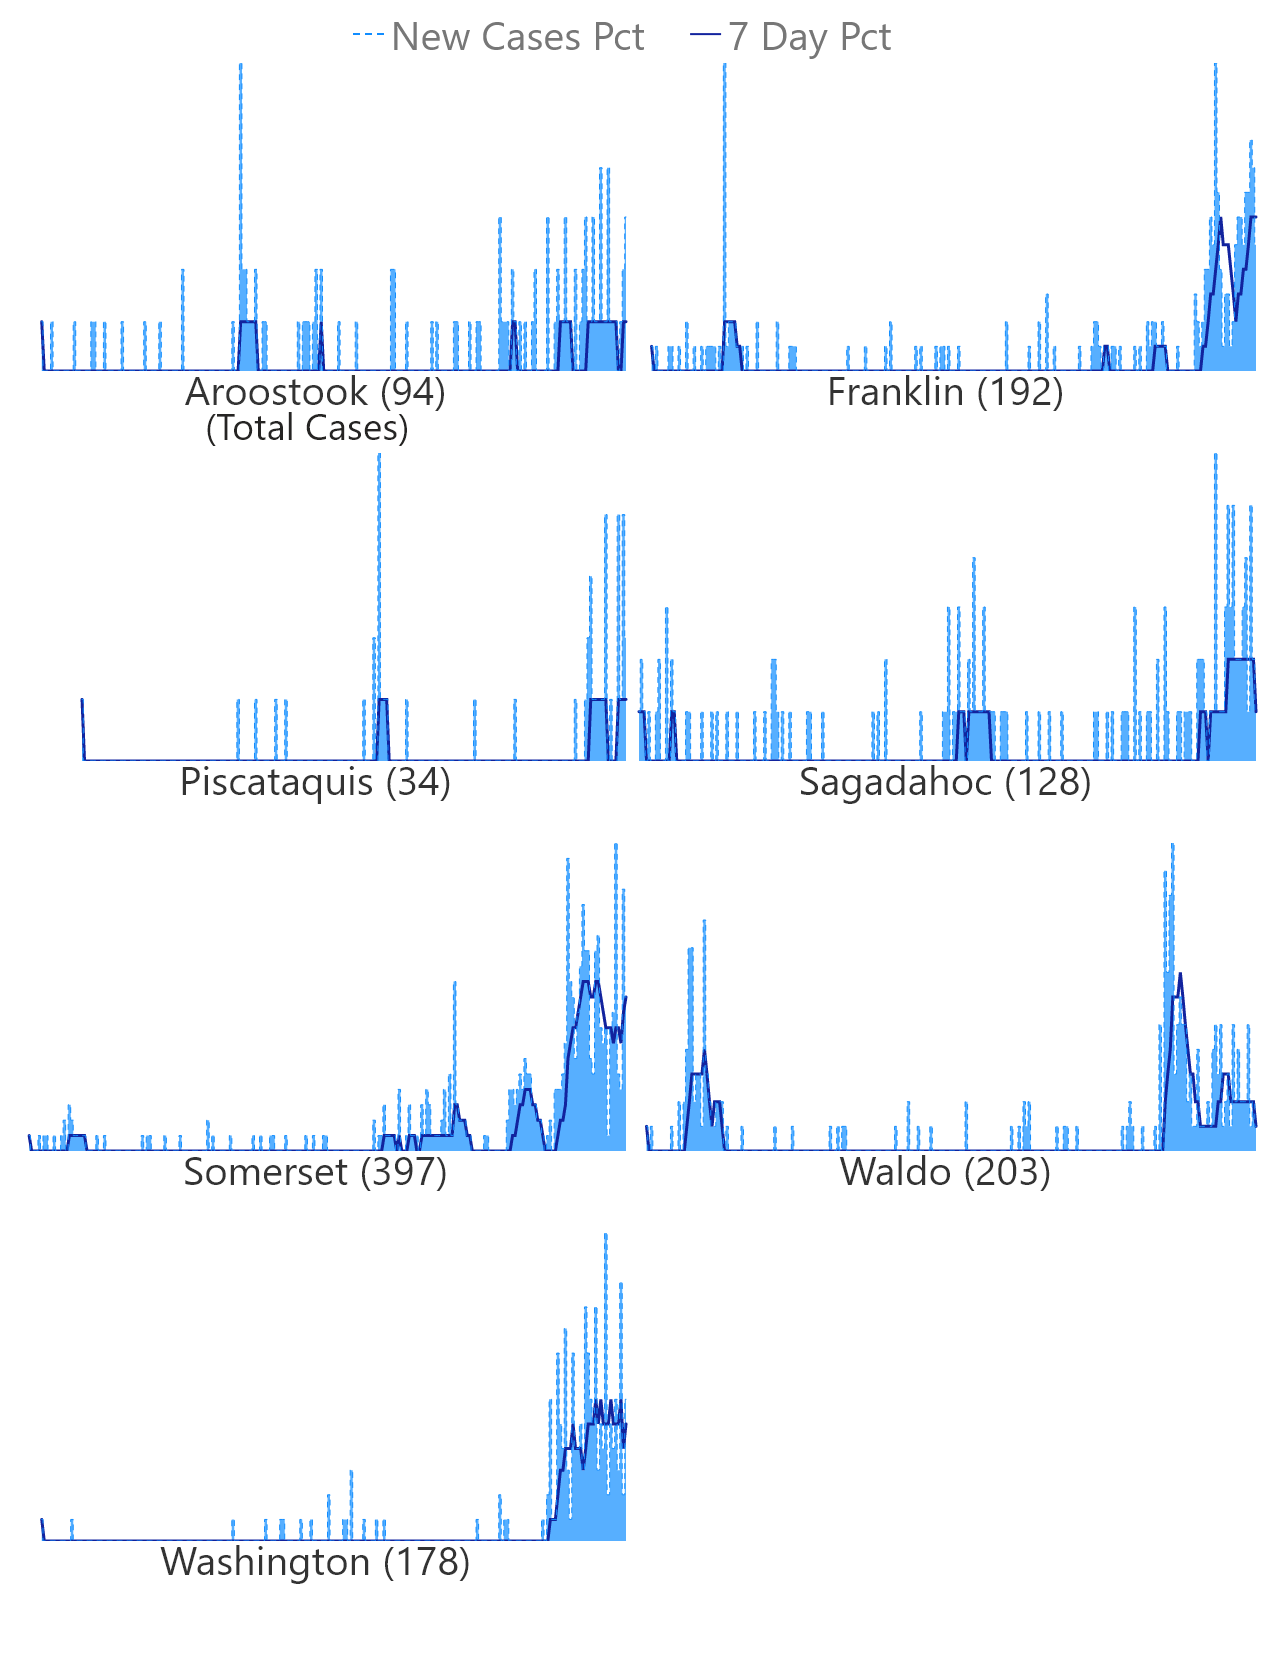 New Cases Pct 7 Day Pct
Aroostook (94) Franklin (192)
(Total Cases)
Piscataquis (34) Sagadahoc (128)
Somerset (397) Waldo (203)
Washington (178)